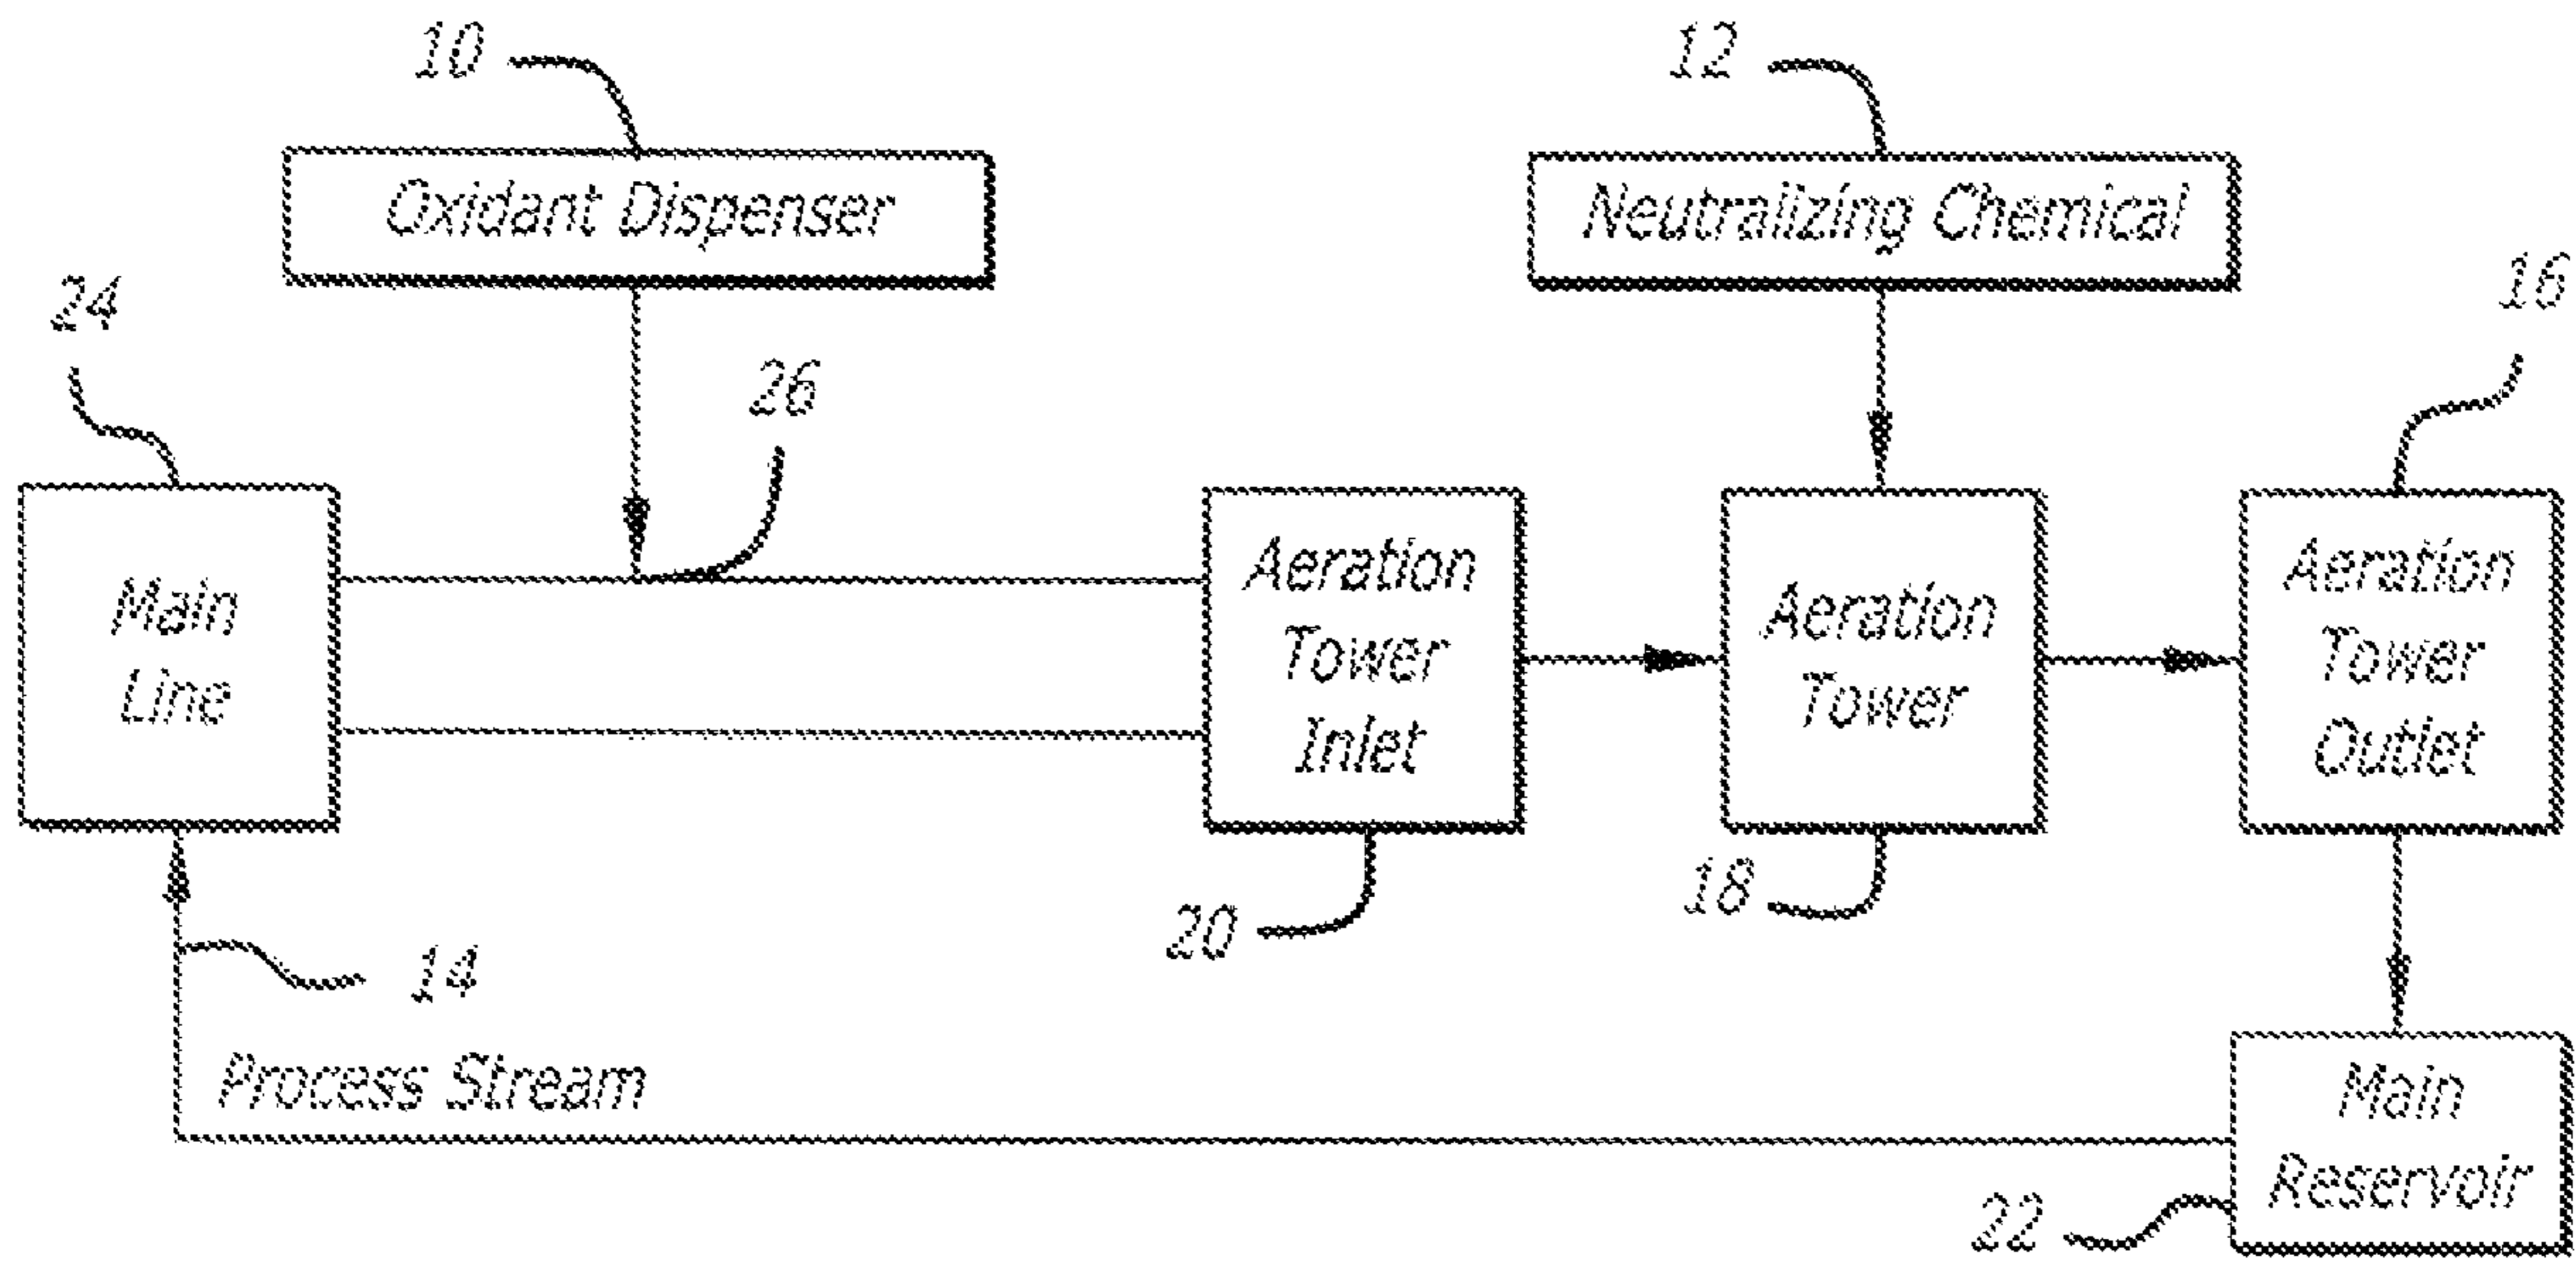 10
12
Oxidant Dispenser
Neutralizing Chemical
24
16
26
Main
Line
Aeration
Tower
Inlet
Aeration
Tower
Aeration
Tower
Outlet
20
18
14
Process Stream
Main
Reservoir
22